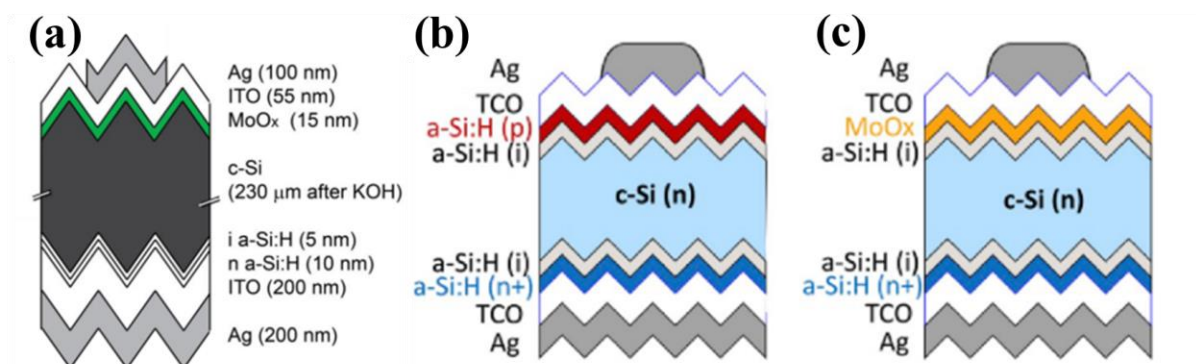 (a)
Ag (100 nm)
ITO (55 nm)
MoOx (15 nm)
c-Si
(230 μm after KOH)
i a-Si:H (5 nm)
n a-Si:H (10 nm)
ITO (200 nm)
Ag (200 nm)
(b)
Ag
TCO
a-Si:H (p)
a-Si:H (i)
c-Si (n)
a-Si:H (i)
a-Si:H (n+)
TCO
Ag
(c)
Ag
TCO
MoOx
a-Si:H (i)
c-Si (n)
a-Si:H (i)
a-Si:H (n+)
TCO
Ag